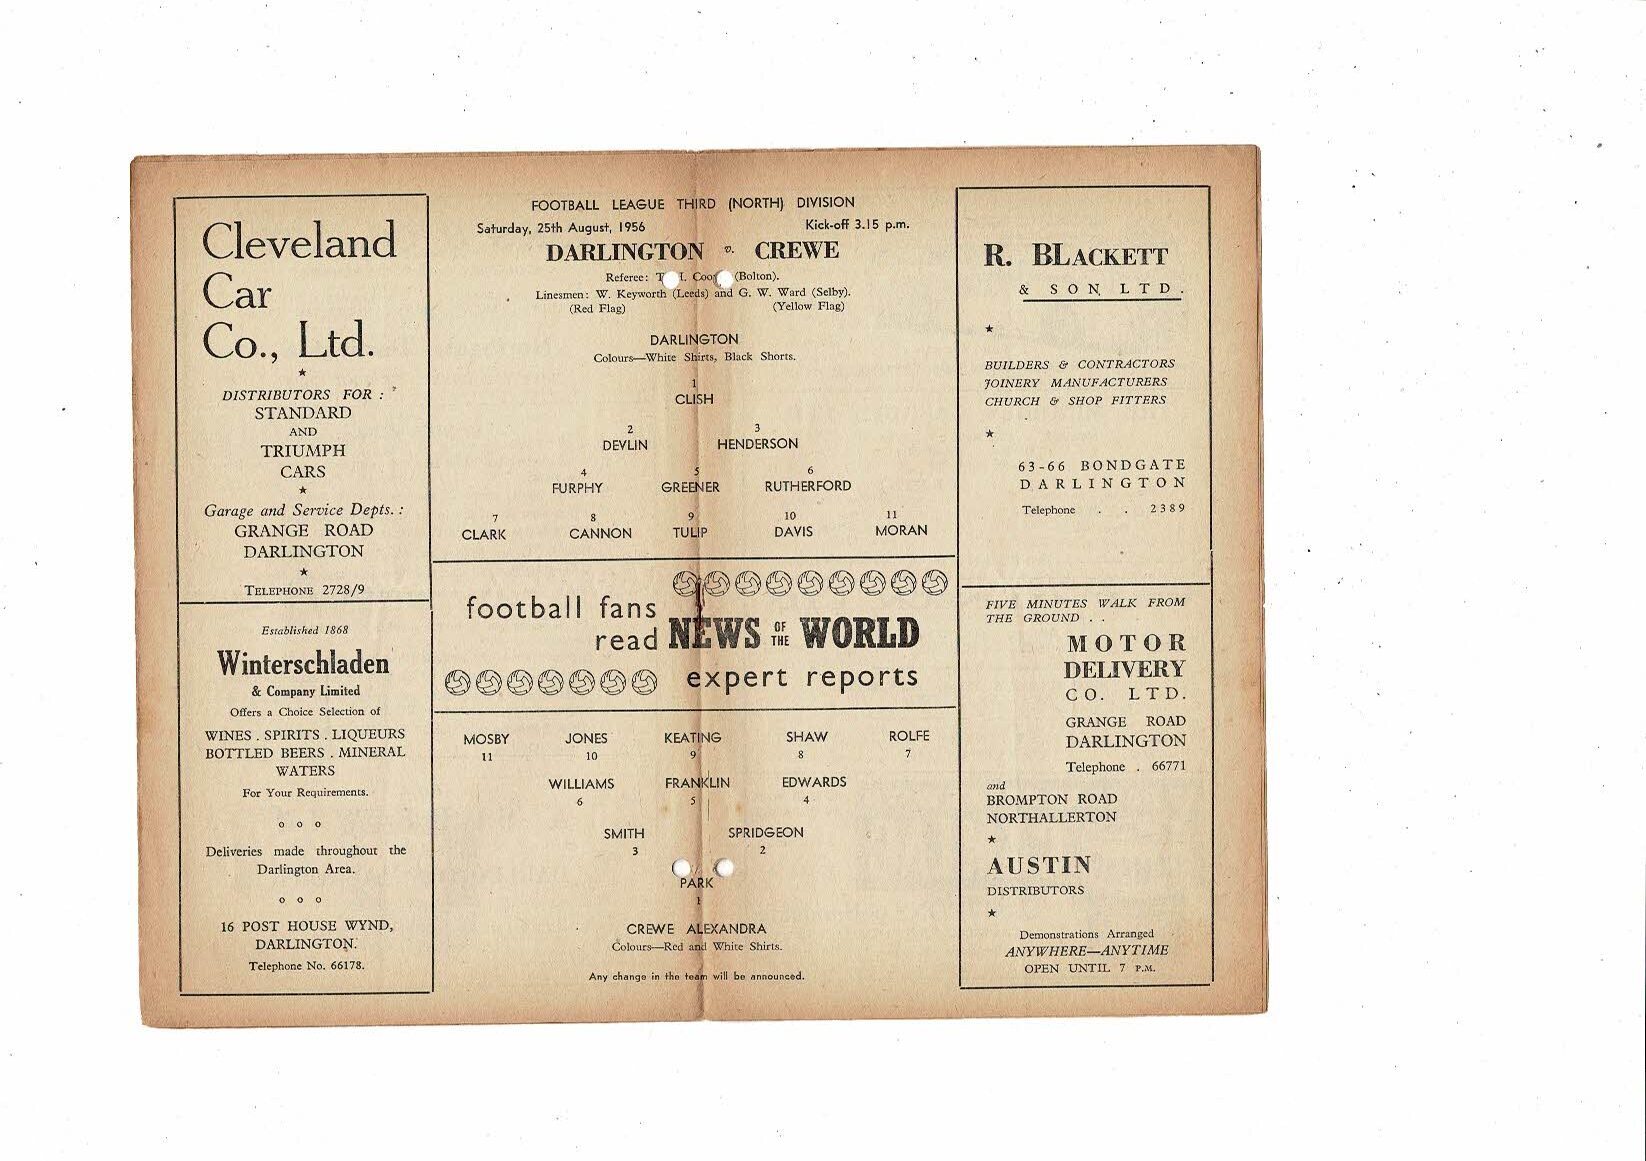 Cleveland
Car
Co., Ltd.
DISTRIBUTORS FOR :
STANDARD
AND
TRIUMPH
CARS
Garage and Service Depts. :
GRANGE ROAD
DARLINGTON
TELEPHONE 2728/9
Established 1868
Winterschladen
& Company Limited
Offers a Choice Selection of
WINES . SPIRITS . LIQUEURS
BOTTLED BEERS . MINERAL
WATERS
For Your Requirements.
o o o
Deliveries made throughout the
Darlington Area.
o o o
16 POST HOUSE WYND,
DARLINGTON.
Telephone No. 66178.
FOOTBALL LEAGUE THIRD (NORTH) DIVISION
Saturday, 25th August, 1956 Kick-off 3.15 p.m.
DARLINGTON v. CREWE
Referee: (Bolton).
Linesmen: W. Keyworth (Leeds) and G. W. Ward (Selby).
(Red Flag) (Yellow Flag)
DARLINGTON
Colours—White Shirts, Black Shorts.
1
CLISH
2 3
DEVLIN HENDERSON
4 5 6
FURPHY GREENER RUTHERFORD
7 8 9 10 11
CLARK CANNON TULIP DAVIS MORAN
football fans
read NEWS OF THE WORLD
expert reports
MOSBY JONES KEATING SHAW ROLFE
11 10 9 8 7
WILLIAMS FRANKLIN EDWARDS
6 5 4
SMITH SPRIDGEON
3 2
PARK
1
CREWE ALEXANDRA
Colours—Red and White Shirts.
Any change in the team will be announced.
R. BLACKETT
& SON, LTD.
BUILDERS & CONTRACTORS
JOINERY MANUFACTURERS
CHURCH & SHOP FITTERS
63-66 BONDGATE
DARLINGTON
Telephone . . 2389
FIVE MINUTES WALK FROM
THE GROUND . .
MOTOR
DELIVERY
CO. LTD.
GRANGE ROAD
DARLINGTON
Telephone . 66771
and
BROMPTON ROAD
NORTHALLERTON
AUSTIN
DISTRIBUTORS
Demonstrations Arranged
ANYWHERE—ANYTIME
OPEN UNTIL 7 P.M.